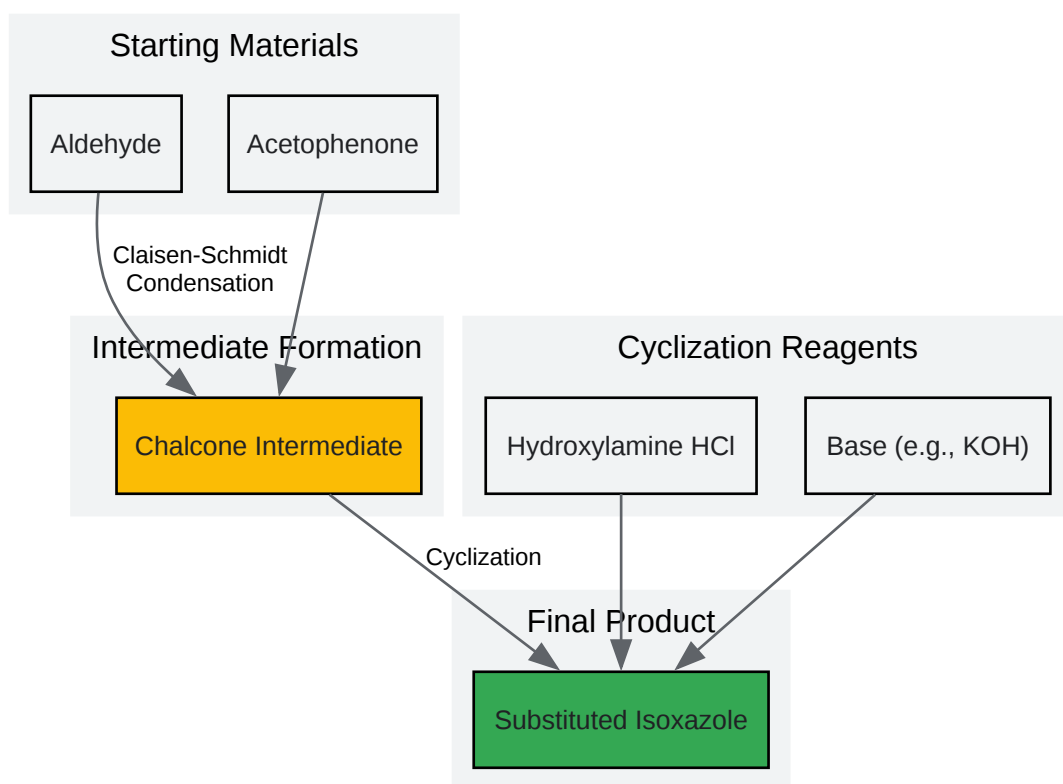 Starting Materials
Aldehyde
Acetophenone
Claisen-Schmidt
Condensation
Intermediate Formation
Cyclization Reagents
Chalcone Intermediate
Hydroxylamine HCl
Base (e.g., KOH)
Cyclization
Final Product
Substituted Isoxazole